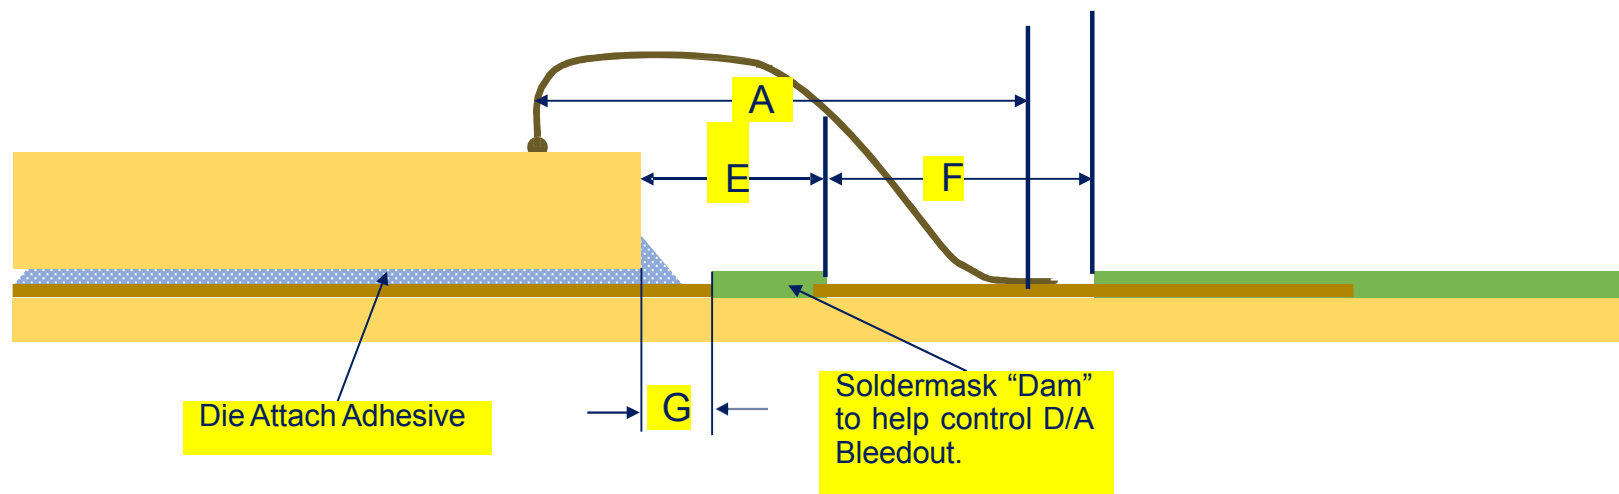 A
E
F
G
Die Attach Adhesive
Soldermask “Dam”
to help control D/A
Bleedout.